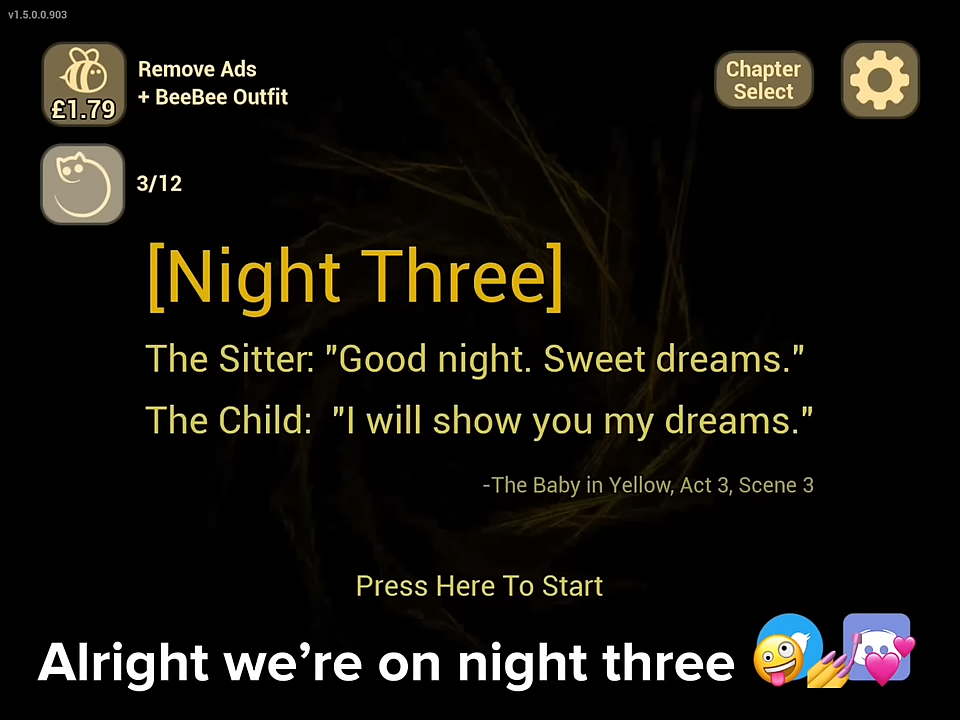 v1.5.0.0.903
Remove Ads
+ BeeBee Outfit
£1.79
Chapter
Select
3/12
[Night Three]
The Sitter: "Good night. Sweet dreams."
The Child: "I will show you my dreams."
-The Baby in Yellow, Act 3, Scene 3
Press Here To Start
Alright we’re on night three